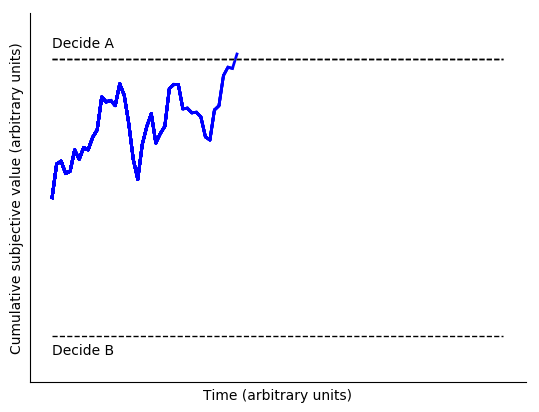 Decide A
Cumulative subjective value (arbitrary units)
Decide B
Time (arbitrary units)